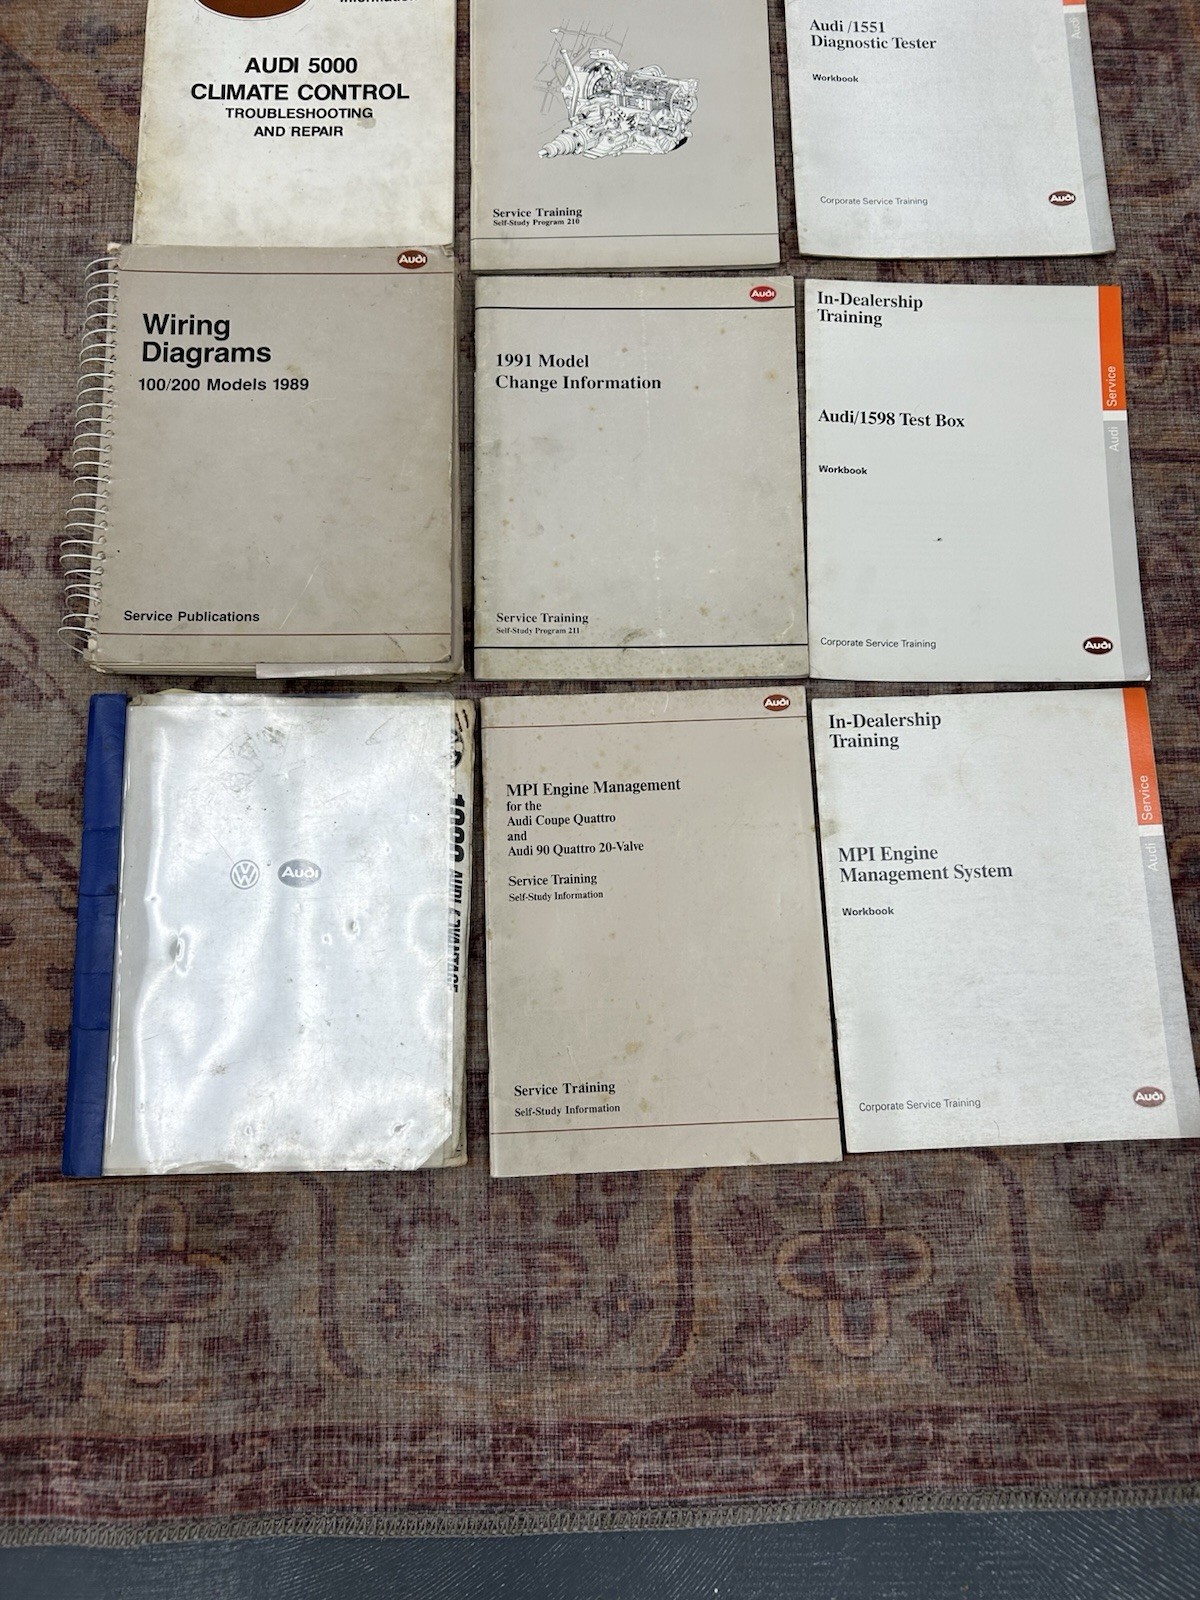 AUDI 5000
CLIMATE CONTROL
TROUBLESHOOTING
AND REPAIR
Service Training
Self-Study Program 210
Audi /1551
Diagnostic Tester
Workbook
Corporate Service Training
Audi
Audi
Audi
Wiring
Diagrams
100/200 Models 1989
Service Publications
Audi
1991 Model
Change Information
Service Training
Self-Study Program 211
In-Dealership
Training
Audi/1598 Test Box
Workbook
Corporate Service Training
Audi
Service
Audi
VW Audi
Audi
MPI Engine Management
for the
Audi Coupe Quattro
and
Audi 90 Quattro 20-Valve
Service Training
Self-Study Information
Service Training
Self-Study Information
In-Dealership
Training
MPI Engine
Management System
Workbook
Corporate Service Training
Audi
Service
Audi